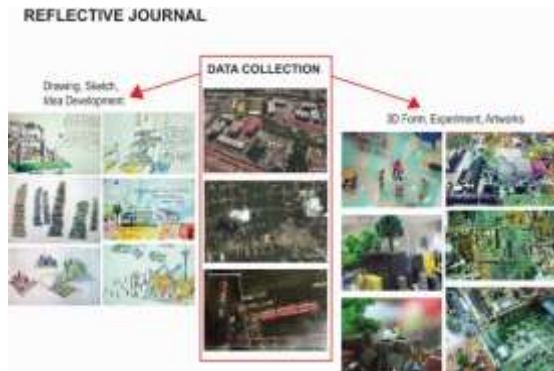 REFLECTIVE JOURNAL
DATA COLLECTION
Drawing, Sketch,
Idea Development
3D Form, Experiment, Artworks